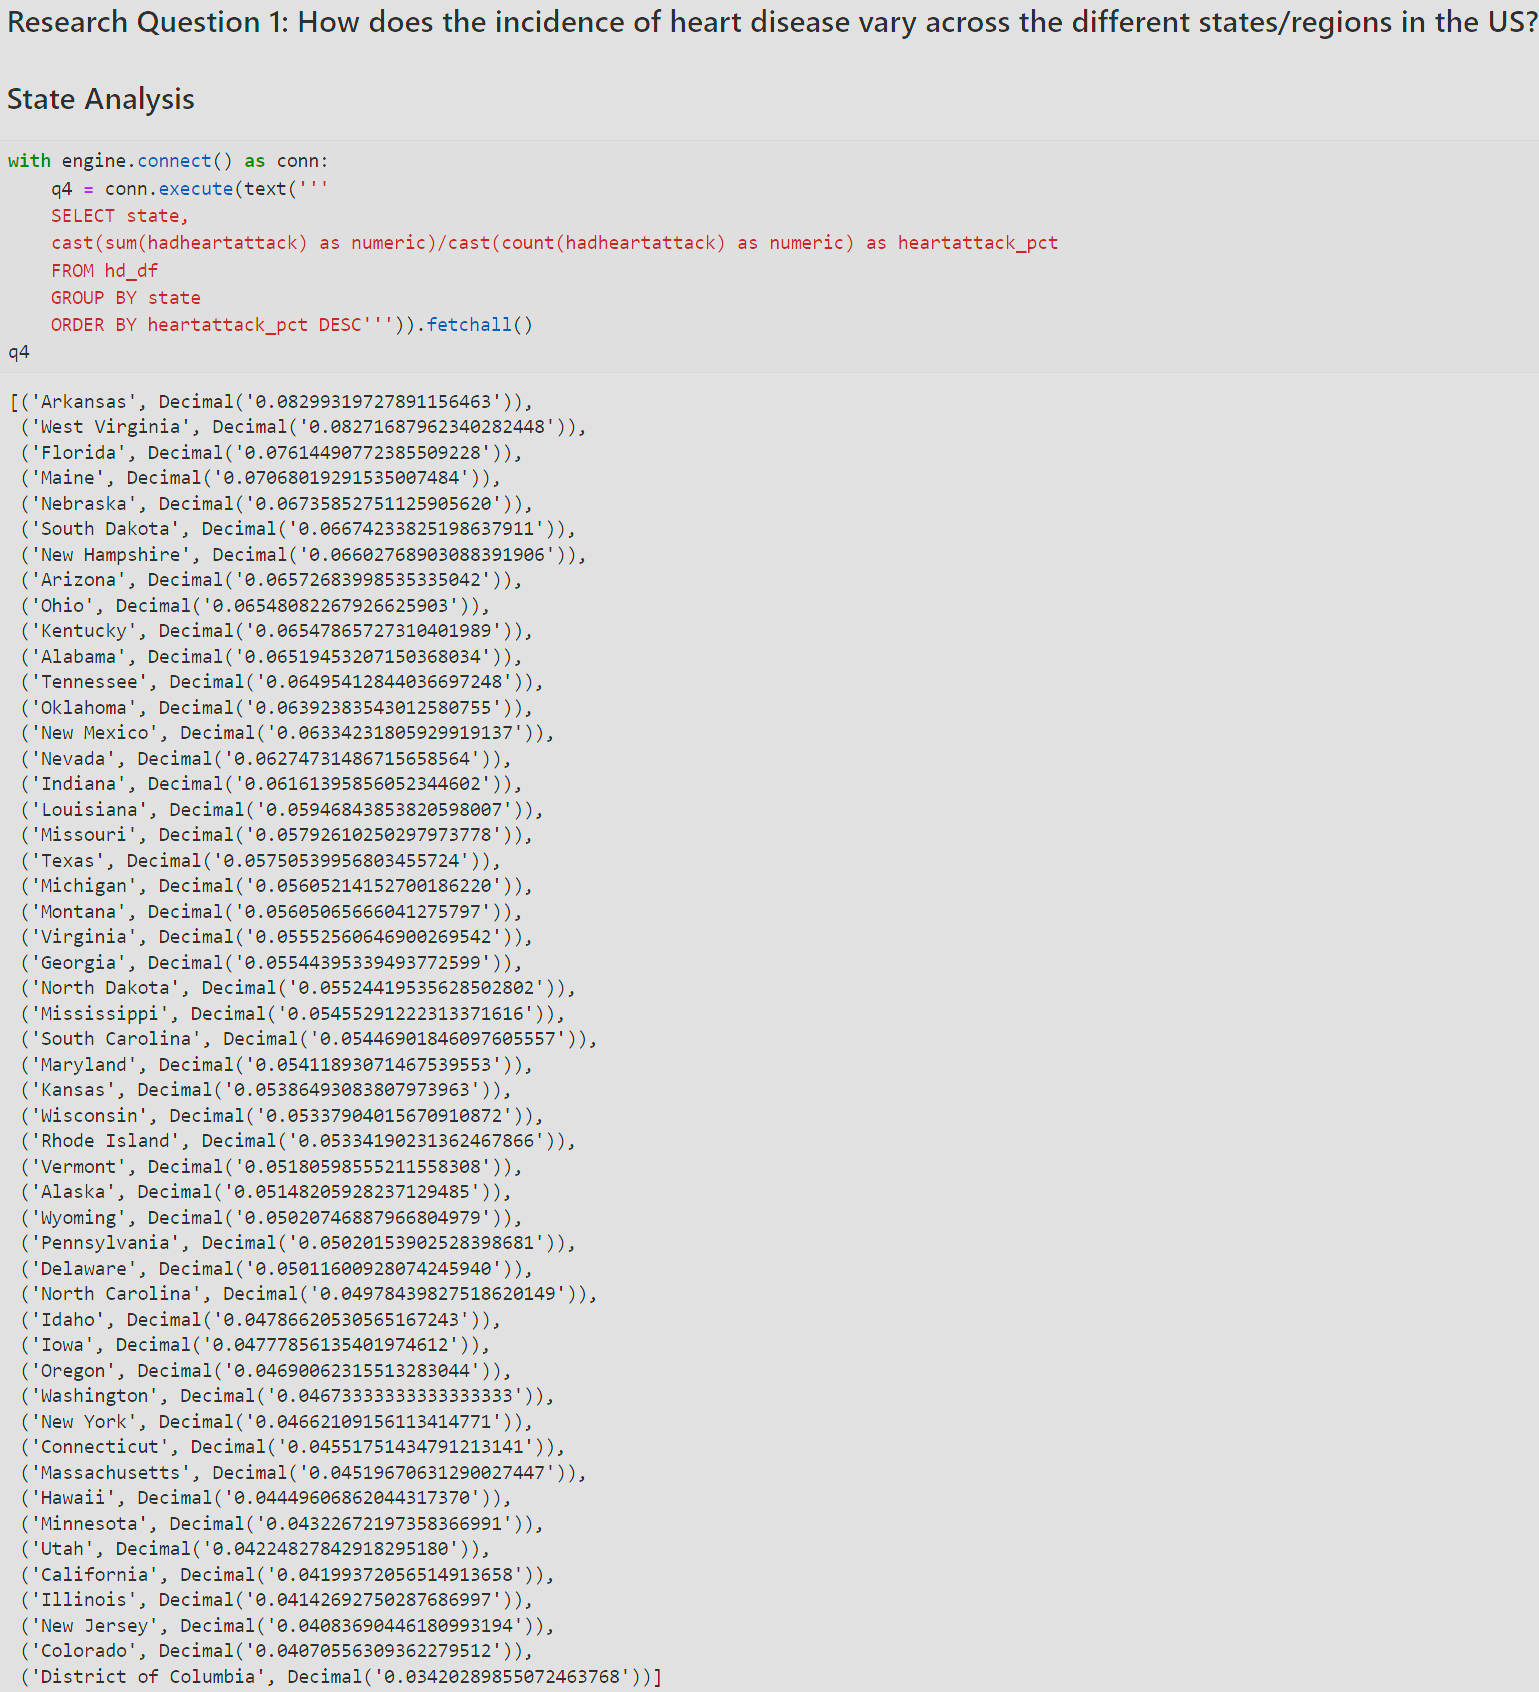 Research Question 1: How does the incidence of heart disease vary across the different states/regions in the US?
State Analysis
with engine.connect() as conn:
    q4 = conn.execute(text('''
    SELECT state,
    cast(sum(hadheartattack) as numeric)/cast(count(hadheartattack) as numeric) as heartattack_pct
    FROM hd_df
    GROUP BY state
    ORDER BY heartattack_pct DESC''')).fetchall()
q4
[('Arkansas', Decimal('0.08299319727891156463')),
 ('West Virginia', Decimal('0.08271687962340282448')),
 ('Florida', Decimal('0.07614490772385509228')),
 ('Maine', Decimal('0.07068019291535007484')),
 ('Nebraska', Decimal('0.06735852751125905620')),
 ('South Dakota', Decimal('0.06674233825198637911')),
 ('New Hampshire', Decimal('0.06602768903088391906')),
 ('Arizona', Decimal('0.06572683998535335042')),
 ('Ohio', Decimal('0.06548082267926625903')),
 ('Kentucky', Decimal('0.06547865727310401989')),
 ('Alabama', Decimal('0.06519453207150368034')),
 ('Tennessee', Decimal('0.06495412844036697248')),
 ('Oklahoma', Decimal('0.06392383543012580755')),
 ('New Mexico', Decimal('0.06334231805929919137')),
 ('Nevada', Decimal('0.06274731486715658564')),
 ('Indiana', Decimal('0.06161395856052344602')),
 ('Louisiana', Decimal('0.05946843853820598007')),
 ('Missouri', Decimal('0.05792610250297973778')),
 ('Texas', Decimal('0.05750539956803455724')),
 ('Michigan', Decimal('0.05605214152700186220')),
 ('Montana', Decimal('0.05605065666041275797')),
 ('Virginia', Decimal('0.05552560646900269542')),
 ('Georgia', Decimal('0.05544395339493772599')),
 ('North Dakota', Decimal('0.05524419535628502802')),
 ('Mississippi', Decimal('0.05455291222313371616')),
 ('South Carolina', Decimal('0.05446901846097605557')),
 ('Maryland', Decimal('0.05411893071467539553')),
 ('Kansas', Decimal('0.05386493083807973963')),
 ('Wisconsin', Decimal('0.05337904015670910872')),
 ('Rhode Island', Decimal('0.05334190231362467866')),
 ('Vermont', Decimal('0.05180598555211558308')),
 ('Alaska', Decimal('0.05148205928237129485')),
 ('Wyoming', Decimal('0.05020746887966804979')),
 ('Pennsylvania', Decimal('0.05020153902528398681')),
 ('Delaware', Decimal('0.05011600928074245940')),
 ('North Carolina', Decimal('0.04978439827518620149')),
 ('Idaho', Decimal('0.04786620530565167243')),
 ('Iowa', Decimal('0.04777856135401974612')),
 ('Oregon', Decimal('0.04690062315513283044')),
 ('Washington', Decimal('0.04673333333333333333')),
 ('New York', Decimal('0.04662109156113414771')),
 ('Connecticut', Decimal('0.04551751434791213141')),
 ('Massachusetts', Decimal('0.04519670631290027447')),
 ('Hawaii', Decimal('0.04449606862044317370')),
 ('Minnesota', Decimal('0.04322672197358366991')),
 ('Utah', Decimal('0.04224827842918295180')),
 ('California', Decimal('0.04199372056514913658')),
 ('Illinois', Decimal('0.04142692750287686997')),
 ('New Jersey', Decimal('0.04083690446180993194')),
 ('Colorado', Decimal('0.04070556309362279512')),
 ('District of Columbia', Decimal('0.03420289855072463768'))]